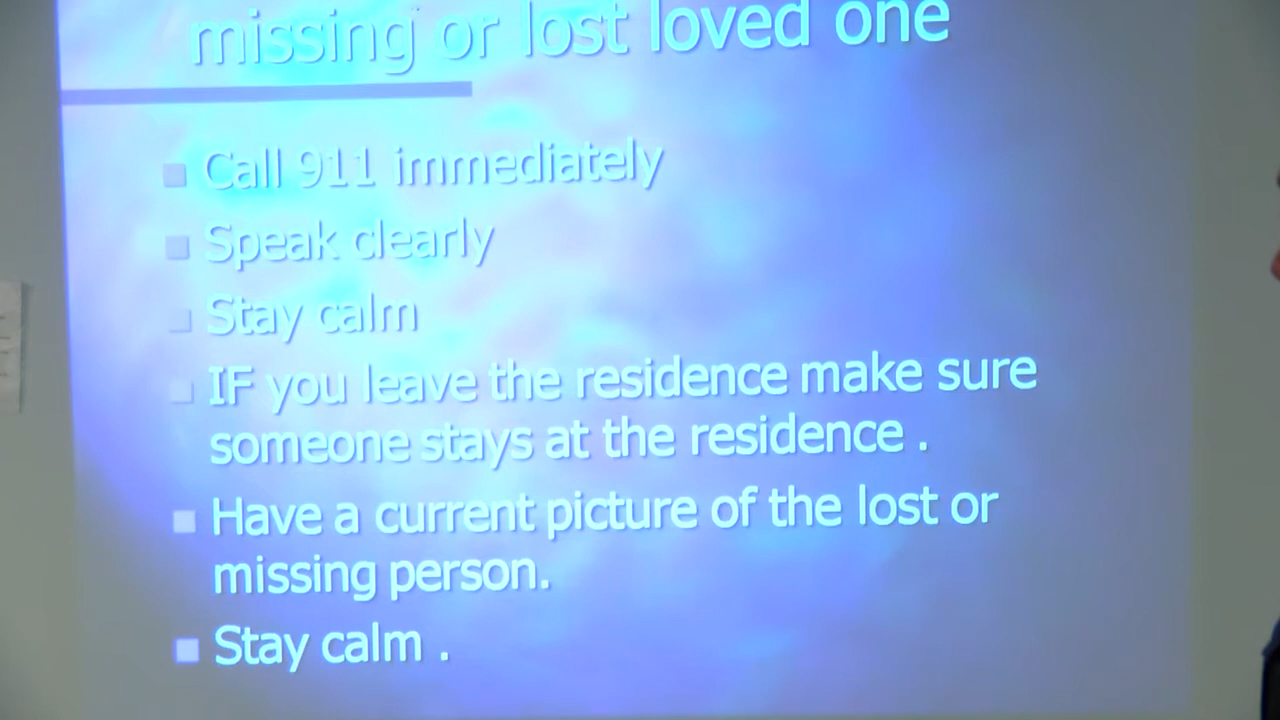 missing or lost loved one
Call 911 immediately
Speak clearly
Stay calm
IF you leave the residence make sure
someone stays at the residence .
Have a current picture of the lost or
missing person.
Stay calm .